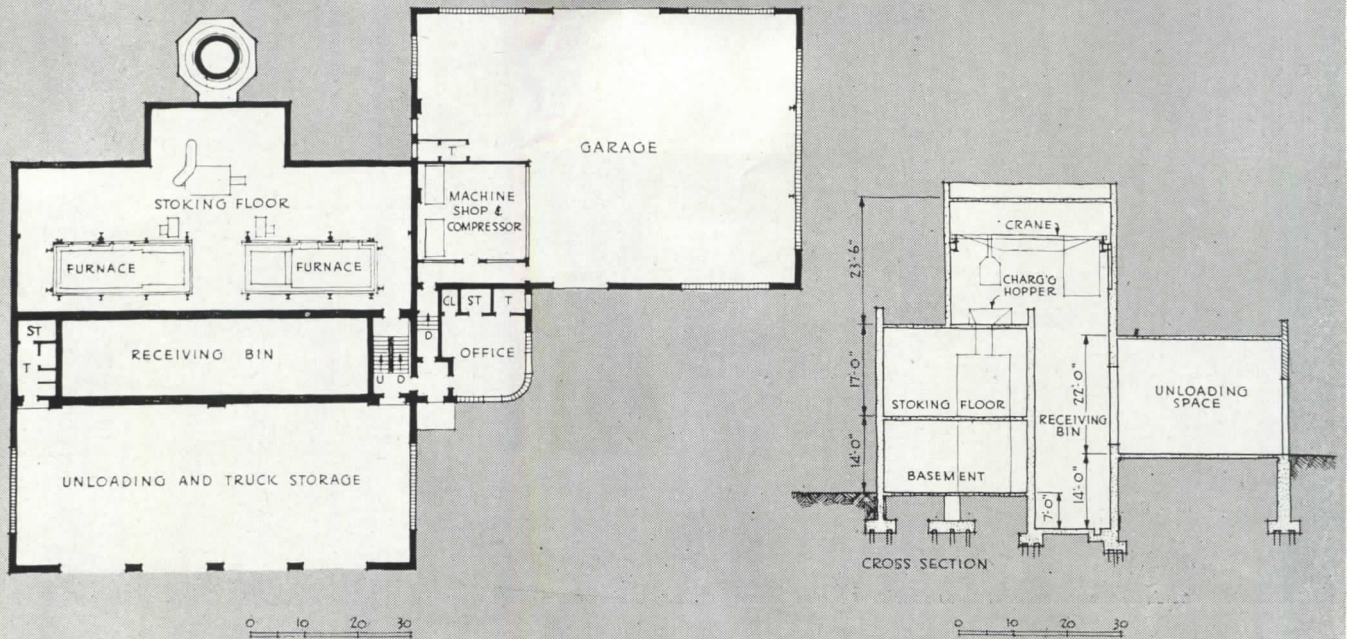 GARAGE
T
MACHINE
SHOP &
COMPRESSOR
STOKING FLOOR
FURNACE
FURNACE
CL
ST
T
D
OFFICE
ST
T
RECEIVING BIN
U D
UNLOADING AND TRUCK STORAGE
0 10 20 30
CRANE
CHARG'G
HOPPER
23'-6"
17'-0"
14'-0"
STOKING FLOOR
BASEMENT
RECEIVING
BIN
22'-0"
14'-0"
7'-0"
UNLOADING
SPACE
CROSS SECTION
0 10 20 30